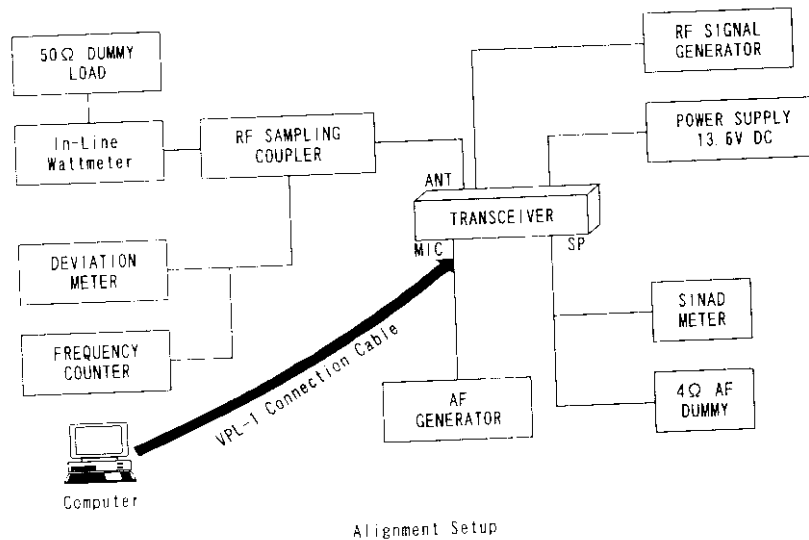 50Ω DUMMY
LOAD
RF SIGNAL
GENERATOR
In-Line
Wattmeter
RF SAMPLING
COUPLER
POWER SUPPLY
13.6V DC
ANT
TRANSCEIVER
MIC
SP
DEVIATION
METER
SINAD
METER
FREQUENCY
COUNTER
VPL-1 Connection Cable
AF
GENERATOR
4Ω AF
DUMMY
Computer
Alignment Setup